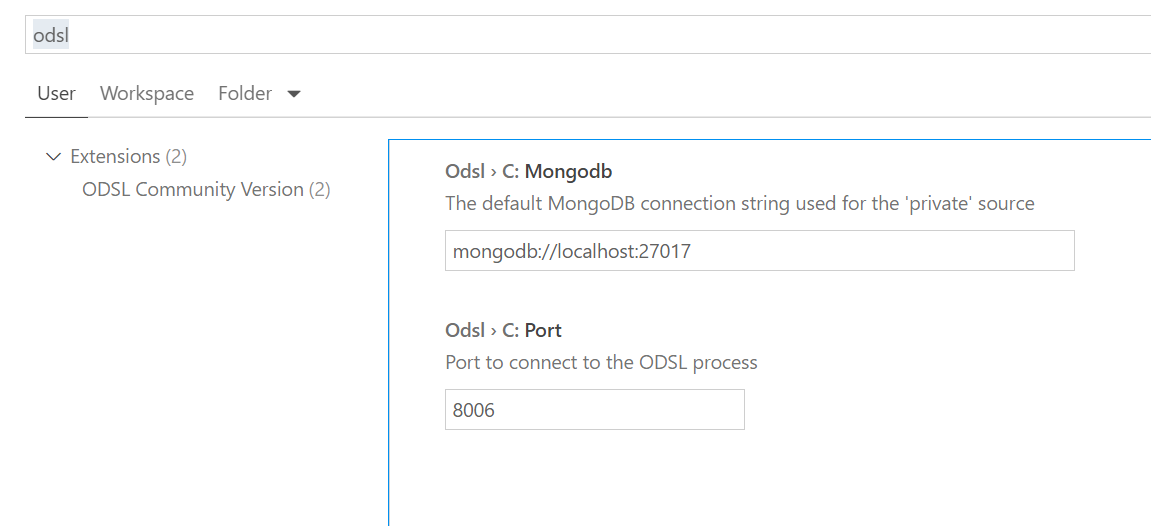 odsl
User Workspace Folder
Extensions (2)
ODSL Community Version (2)
Odsl › C: Mongodb
The default MongoDB connection string used for the 'private' source
mongodb://localhost:27017
Odsl › C: Port
Port to connect to the ODSL process
8006